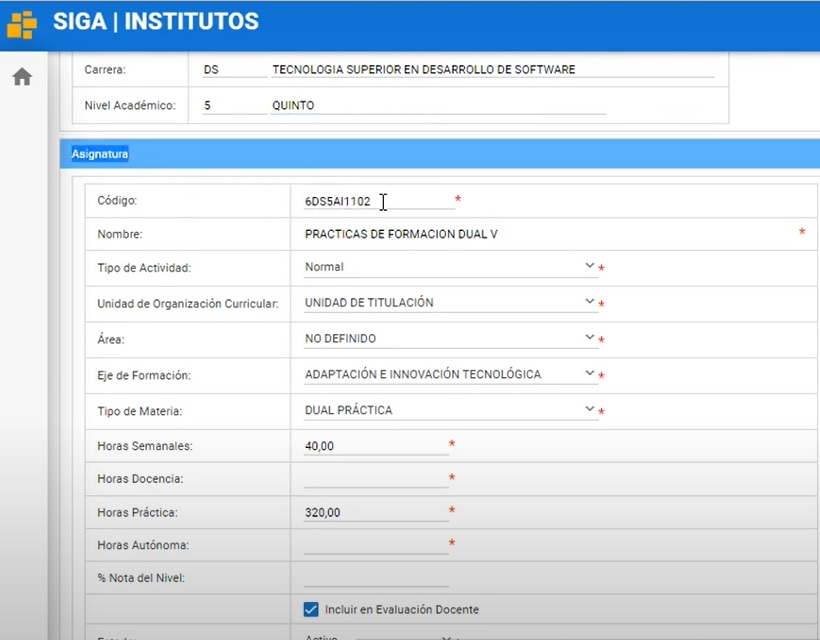 SIGA | INSTITUTOS
Carrera: DS TECNOLOGIA SUPERIOR EN DESARROLLO DE SOFTWARE
Nivel Académico: 5 QUINTO
Asignatura
Código: 6DS5AI1102 *
Nombre: PRACTICAS DE FORMACION DUAL V *
Tipo de Actividad: Normal *
Unidad de Organización Curricular: UNIDAD DE TITULACIÓN *
Área: NO DEFINIDO *
Eje de Formación: ADAPTACIÓN E INNOVACIÓN TECNOLÓGICA *
Tipo de Materia: DUAL PRÁCTICA *
Horas Semanales: 40,00 *
Horas Docencia: *
Horas Práctica: 320,00 *
Horas Autónoma: *
% Nota del Nivel:
Incluir en Evaluación Docente